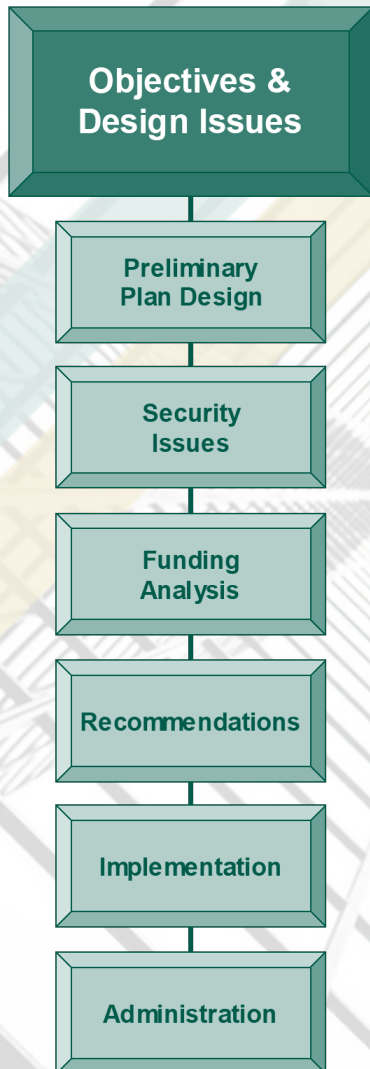 Objectives &
Design Issues
Preliminary
Plan Design
Security
Issues
Funding
Analysis
Recommendations
Implementation
Administration